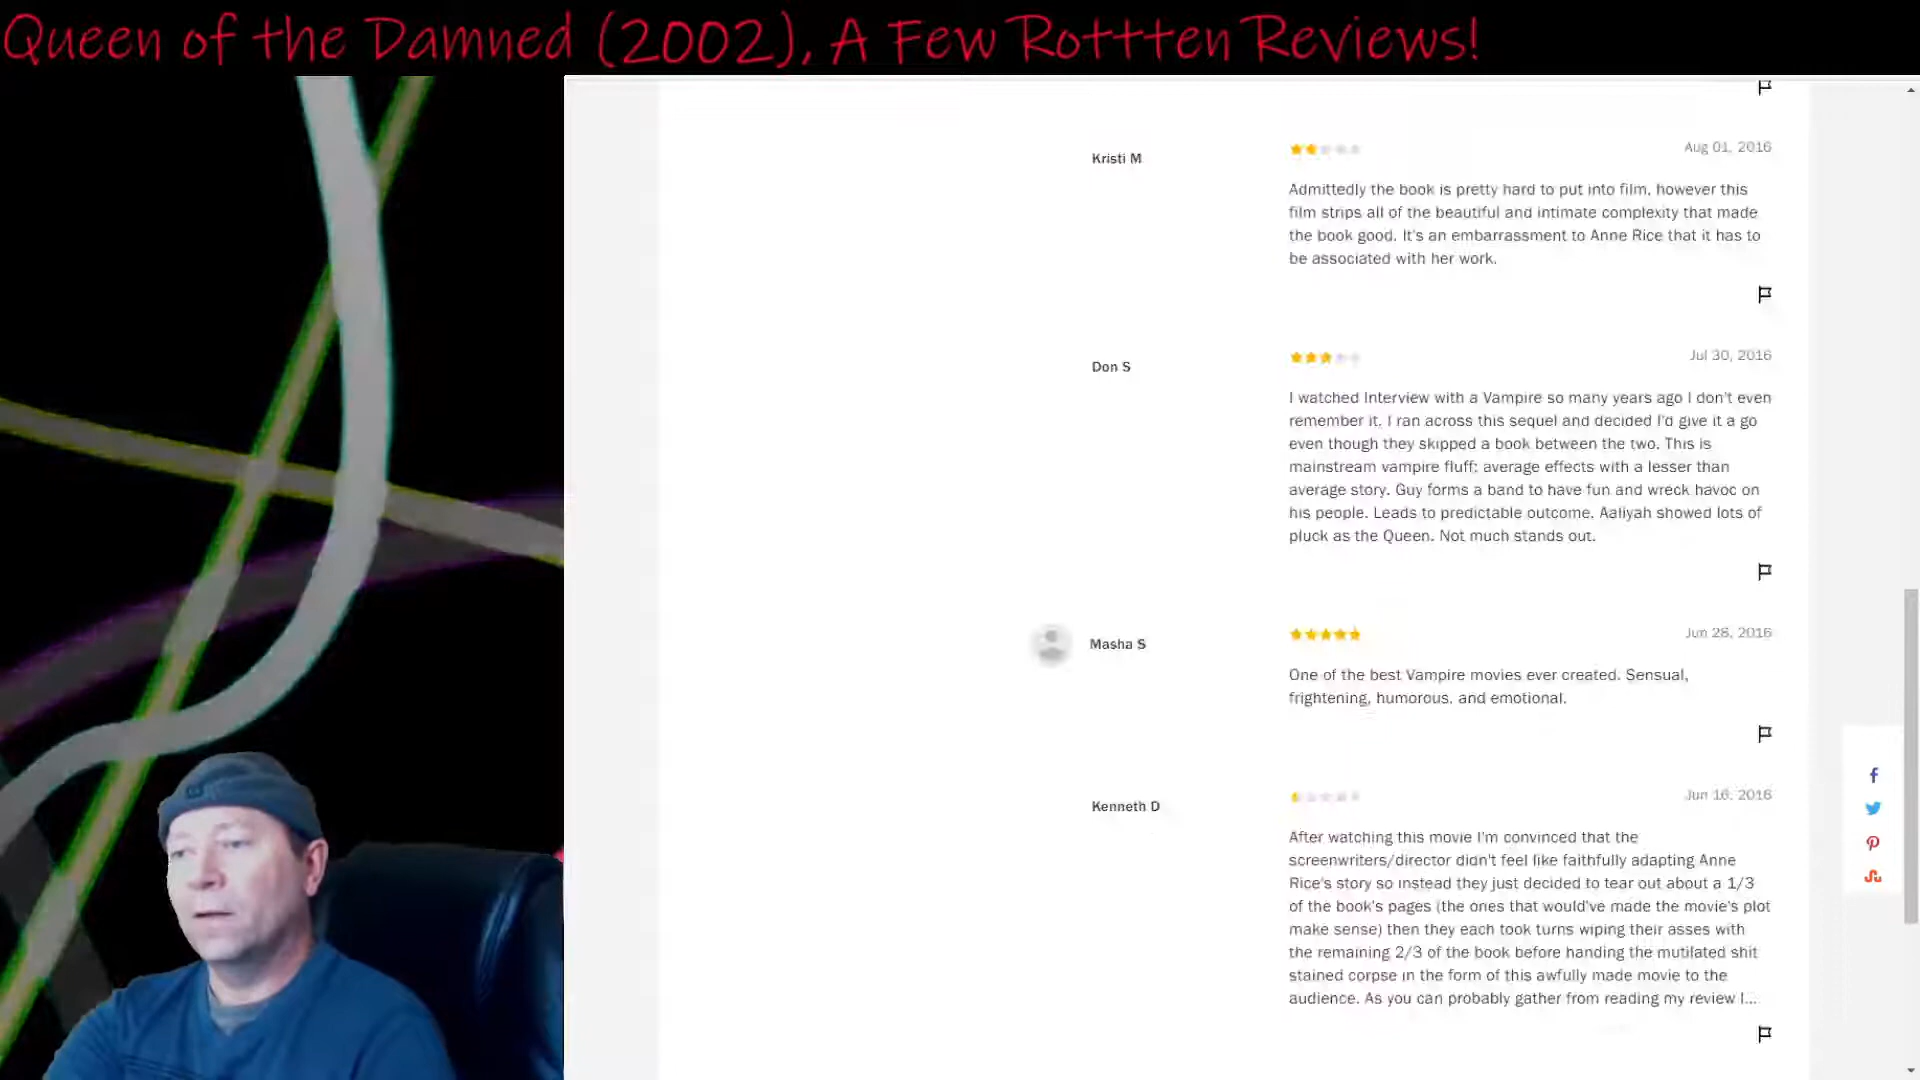 Queen of the Damned (2002), A Few Rottten Reviews!
Kristi M
Aug 01, 2016
Admittedly the book is pretty hard to put into film, however this
film strips all of the beautiful and intimate complexity that made
the book good. It's an embarrassment to Anne Rice that it has to
be associated with her work.
Don S
Jul 30, 2016
I watched Interview with a Vampire so many years ago I don't even
remember it. I ran across this sequel and decided I'd give it a go
even though they skipped a book between the two. This is
mainstream vampire fluff: average effects with a lesser than
average story. Guy forms a band to have fun and wreck havoc on
his people. Leads to predictable outcome. Aaliyah showed lots of
pluck as the Queen. Not much stands out.
Masha S
Jun 28, 2016
One of the best Vampire movies ever created. Sensual,
frightening, humorous, and emotional.
Kenneth D
Jun 16, 2016
After watching this movie I'm convinced that the
screenwriters/director didn't feel like faithfully adapting Anne
Rice's story so instead they just decided to tear out about a 1/3
of the book's pages (the ones that would've made the movie's plot
make sense) then they each took turns wiping their asses with
the remaining 2/3 of the book before handing the mutilated shit
stained corpse in the form of this awfully made movie to the
audience. As you can probably gather from reading my review I...